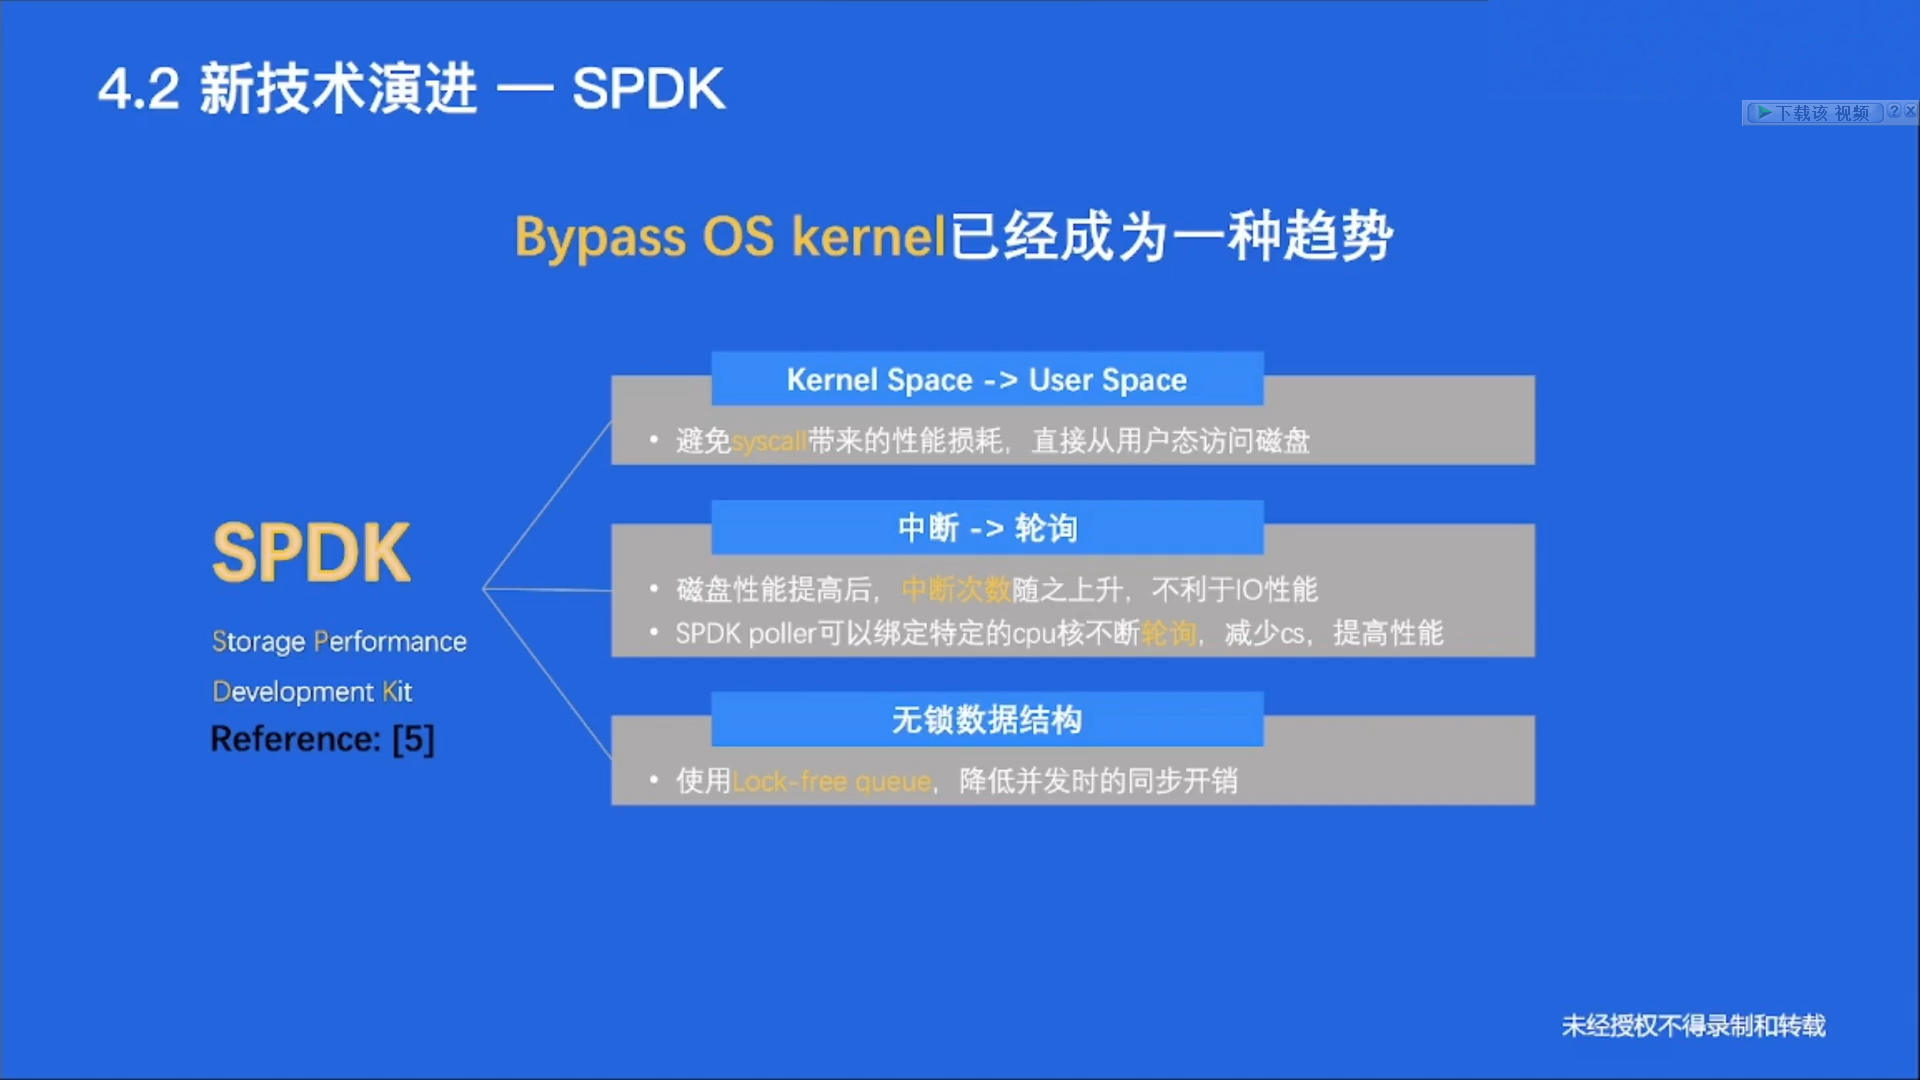 4.2 新技术演进 — SPDK
下载该 视频
Bypass OS kernel已经成为一种趋势
Kernel Space -> User Space
• 避免syscall带来的性能损耗，直接从用户态访问磁盘
中断 -> 轮询
• 磁盘性能提高后，中断次数随之上升，不利于IO性能
• SPDK poller可以绑定特定的cpu核不断轮询，减少cs，提高性能
无锁数据结构
• 使用Lock-free queue，降低并发时的同步开销
SPDK
Storage Performance
Development Kit
Reference: [5]
未经授权不得录制和转载